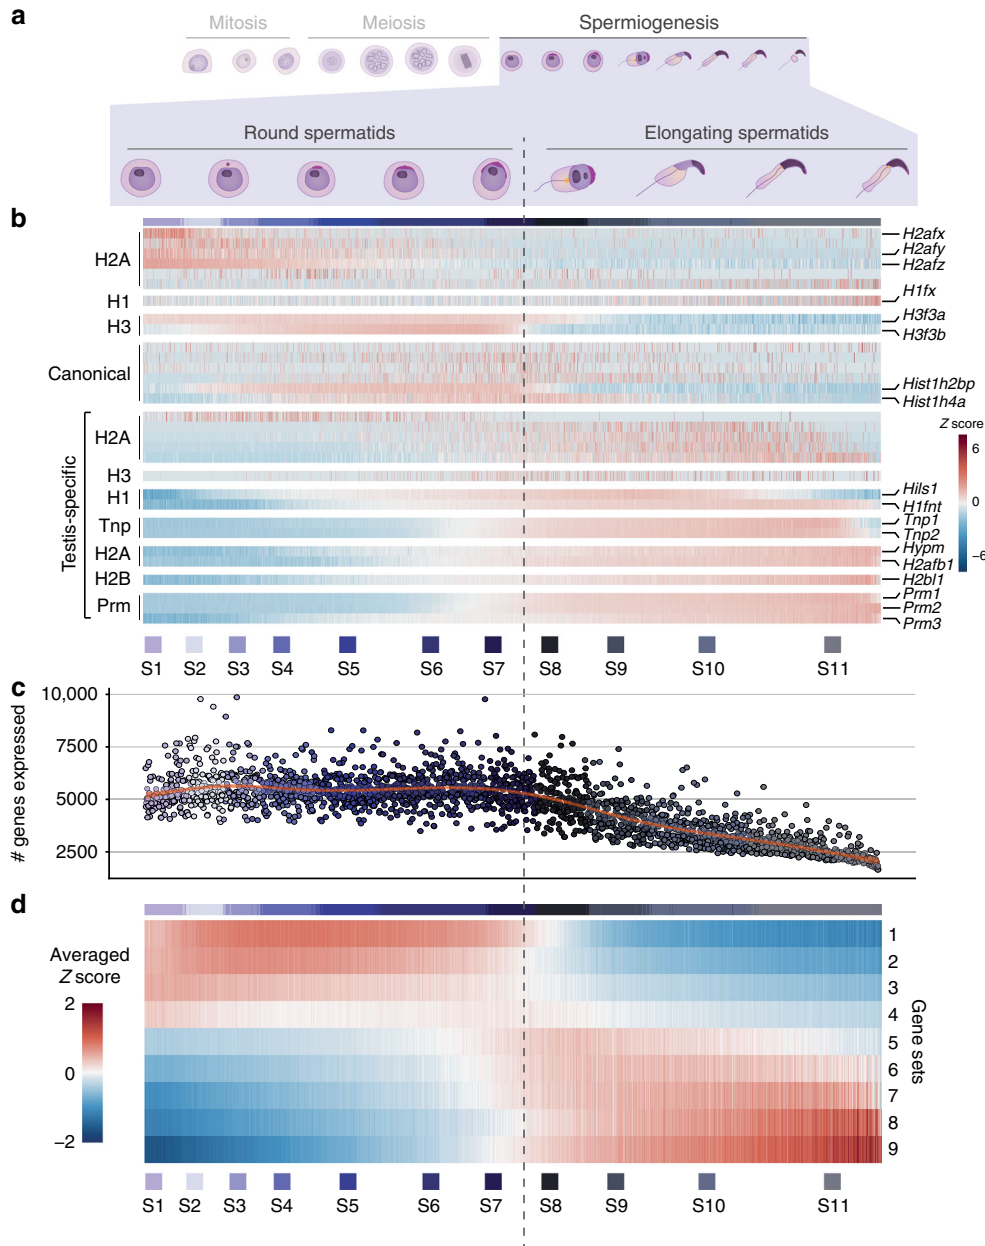 a
Mitosis
Meiosis
Spermiogenesis
Round spermatids
Elongating spermatids
b
H2A
H1
H3
Canonical
Testis-specific
H2A
H3
H1
Tnp
H2A
H2B
Prm
H2afx
H2afy
H2afz
H1fx
H3f3a
H3f3b
Hist1h2bp
Hist1h4a
Hils1
H1fnt
Tnp1
Tnp2
Hypm
H2afb1
H2bl1
Prm1
Prm2
Prm3
Z score
6
0
−6
S1 S2 S3 S4 S5 S6 S7 S8 S9 S10 S11
c
# genes expressed
10,000
7500
5000
2500
d
Averaged
Z score
2
0
−2
1
2
3
4
5
6
7
8
9
Gene sets
S1 S2 S3 S4 S5 S6 S7 S8 S9 S10 S11